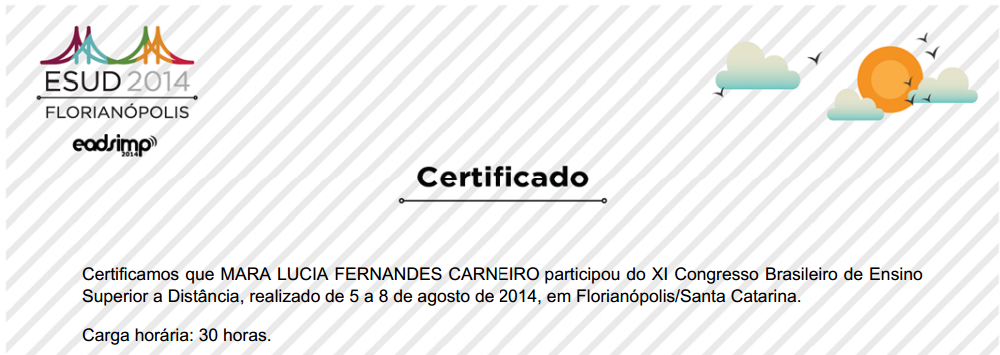 ESUD 2014
FLORIANÓPOLIS
eadsimp
2014
Certificado
Certificamos que MARA LUCIA FERNANDES CARNEIRO participou do XI Congresso Brasileiro de Ensino
Superior a Distância, realizado de 5 a 8 de agosto de 2014, em Florianópolis/Santa Catarina.
Carga horária: 30 horas.